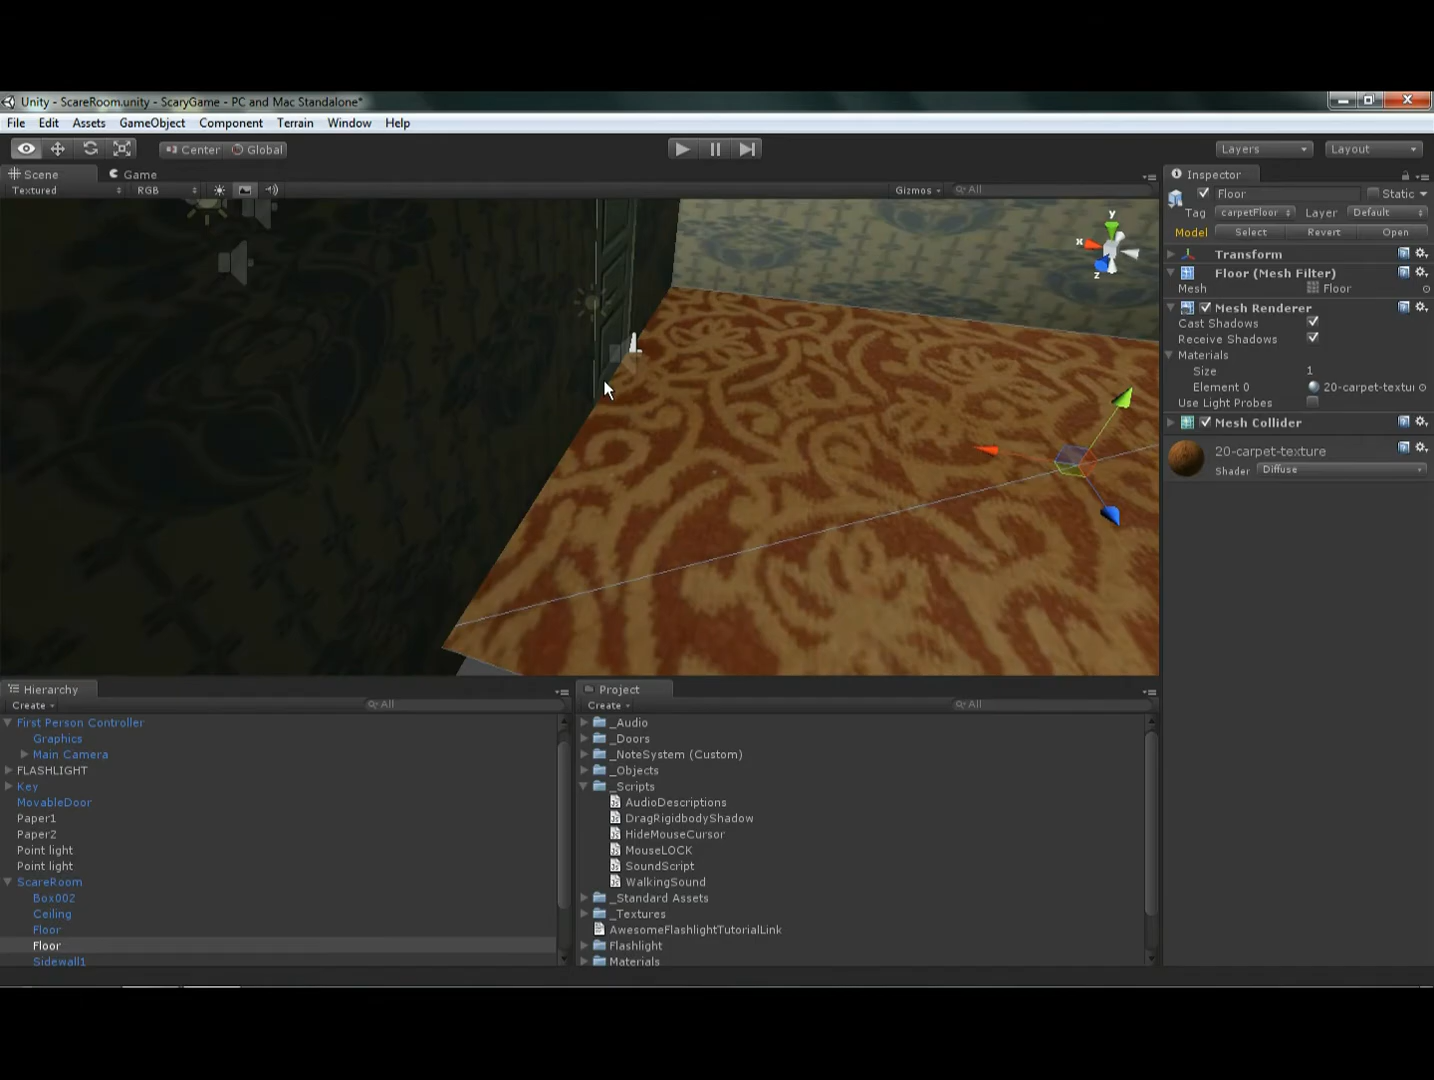 Unity - ScareRoom.unity - ScaryGame - PC and Mac Standalone*
File Edit Assets GameObject Component Terrain Window Help
Center Global Layers Layout
Scene Game Inspector
Textured RGB Gizmos All
Floor Static
Tag carpetFloor Layer Default
Model Select Revert Open
y
x
z
Transform
Floor (Mesh Filter)
Mesh Floor
Mesh Renderer
Cast Shadows
Receive Shadows
Materials
Size 1
Element 0 20-carpet-textu
Use Light Probes
Mesh Collider
20-carpet-texture
Shader Diffuse
Hierarchy
Create All
First Person Controller
Graphics
Main Camera
FLASHLIGHT
Key
MovableDoor
Paper1
Paper2
Point light
Point light
ScareRoom
Box002
Ceiling
Floor
Floor
Sidewall1
Project
Create All
_Audio
_Doors
_NoteSystem (Custom)
_Objects
_Scripts
AudioDescriptions
DragRigidbodyShadow
HideMouseCursor
MouseLOCK
SoundScript
WalkingSound
_Standard Assets
_Textures
AwesomeFlashlightTutorialLink
Flashlight
Materials